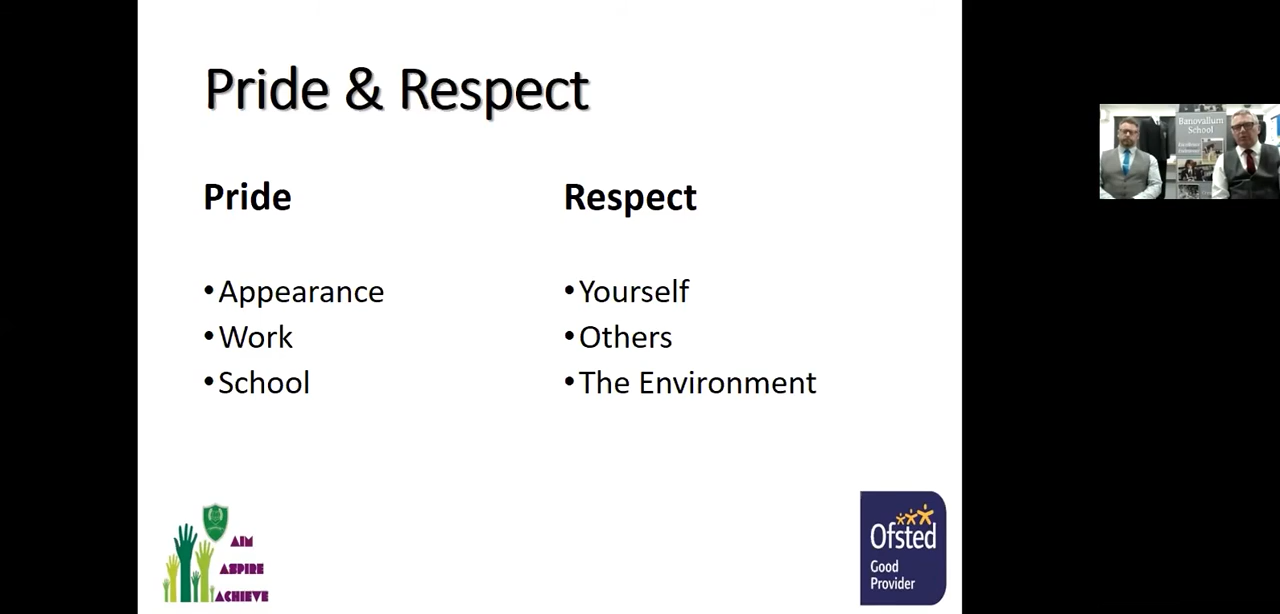 Pride & Respect
Pride
Respect
•Appearance
•Work
•School
•Yourself
•Others
•The Environment
AIM
ASPIRE
ACHIEVE
Ofsted
Good
Provider
Banovallum
School